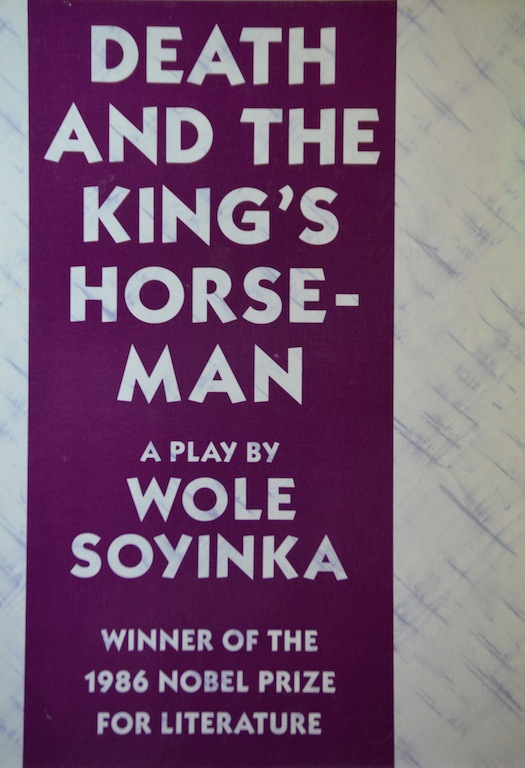 DEATH
AND THE
KING'S
HORSE-
MAN
A PLAY BY
WOLE
SOYINKA
WINNER OF THE
1986 NOBEL PRIZE
FOR LITERATURE